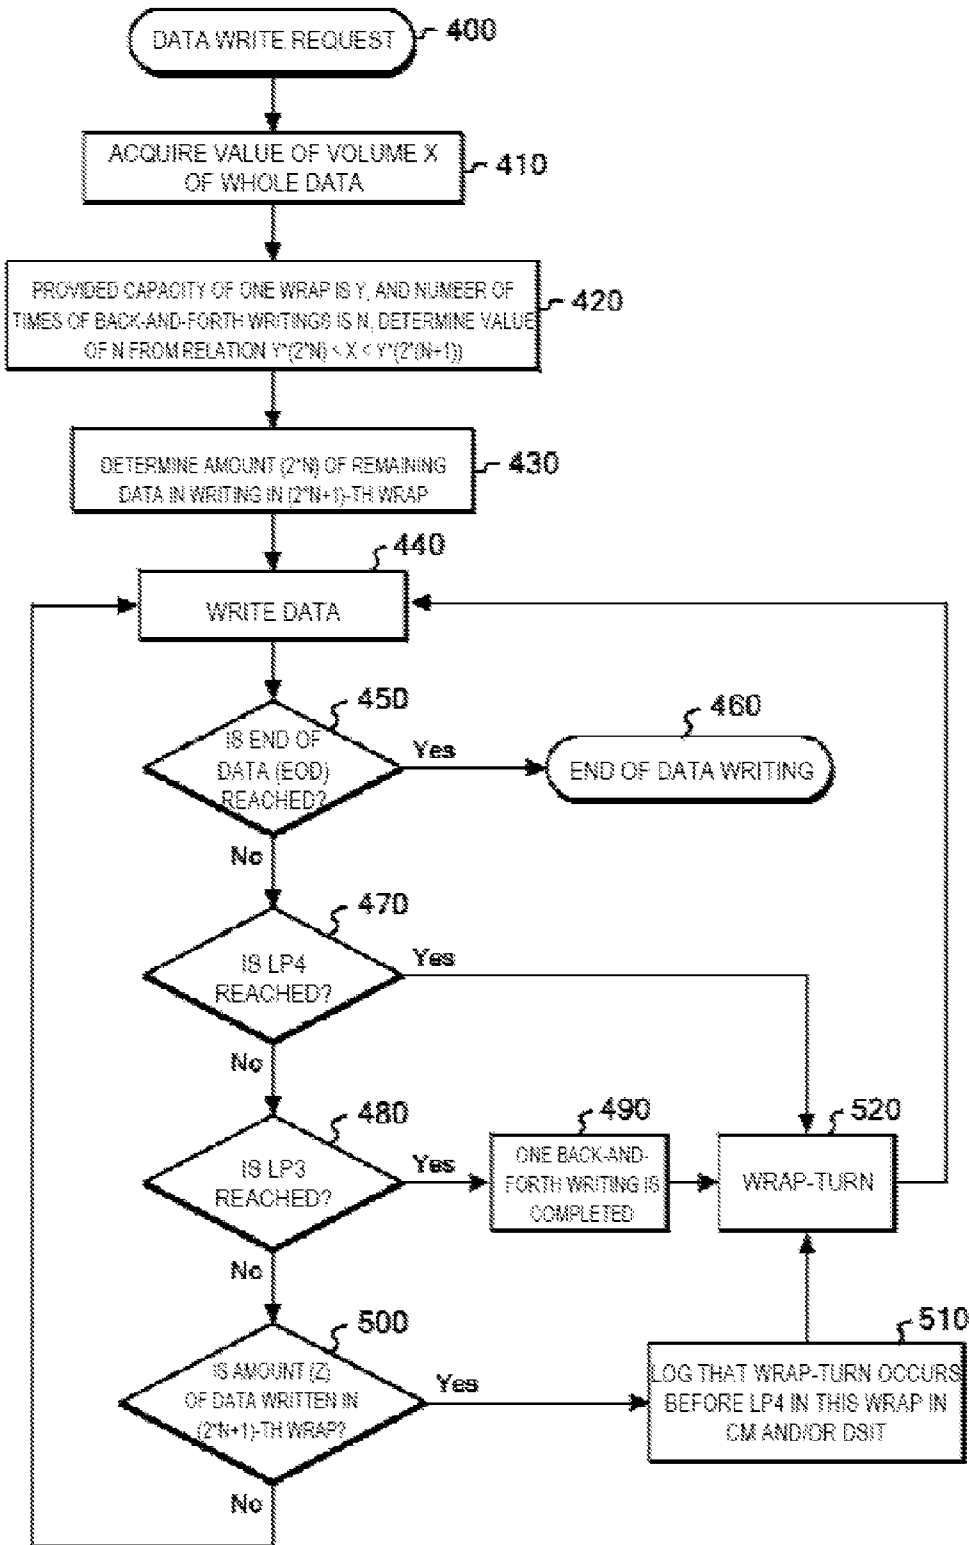 DATA WRITE REQUEST
400
ACQUIRE VALUE OF VOLUME X
OF WHOLE DATA
410
PROVIDED CAPACITY OF ONE WRAP IS Y, AND NUMBER OF
TIMES OF BACK-AND-FORTH WRITINGS IS N, DETERMINE VALUE
OF N FROM RELATION Y*(2*N) < X < Y*(2*(N+1))
420
DETERMINE AMOUNT (2*N) OF REMAINING
DATA IN WRITING IN (2*N+1)-TH WRAP
430
440
WRITE DATA
450
IS END OF
DATA (EOD)
REACHED?
Yes
460
END OF DATA WRITING
No
470
IS LP4
REACHED?
Yes
No
480
IS LP3
REACHED?
Yes
490
ONE BACK-AND-
FORTH WRITING IS
COMPLETED
520
WRAP-TURN
No
500
IS AMOUNT (Z)
OF DATA WRITTEN IN
(2*N+1)-TH WRAP?
Yes
510
LOG THAT WRAP-TURN OCCURS
BEFORE LP4 IN THIS WRAP IN
CM AND/OR DSIT
No